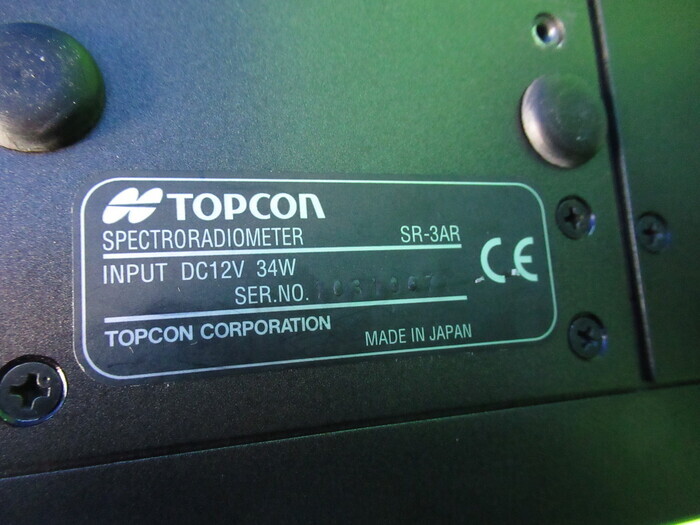 TOPCON
SPECTRORADIOMETER SR-3AR
INPUT DC12V 34W
SER.NO.
CE
TOPCON CORPORATION MADE IN JAPAN